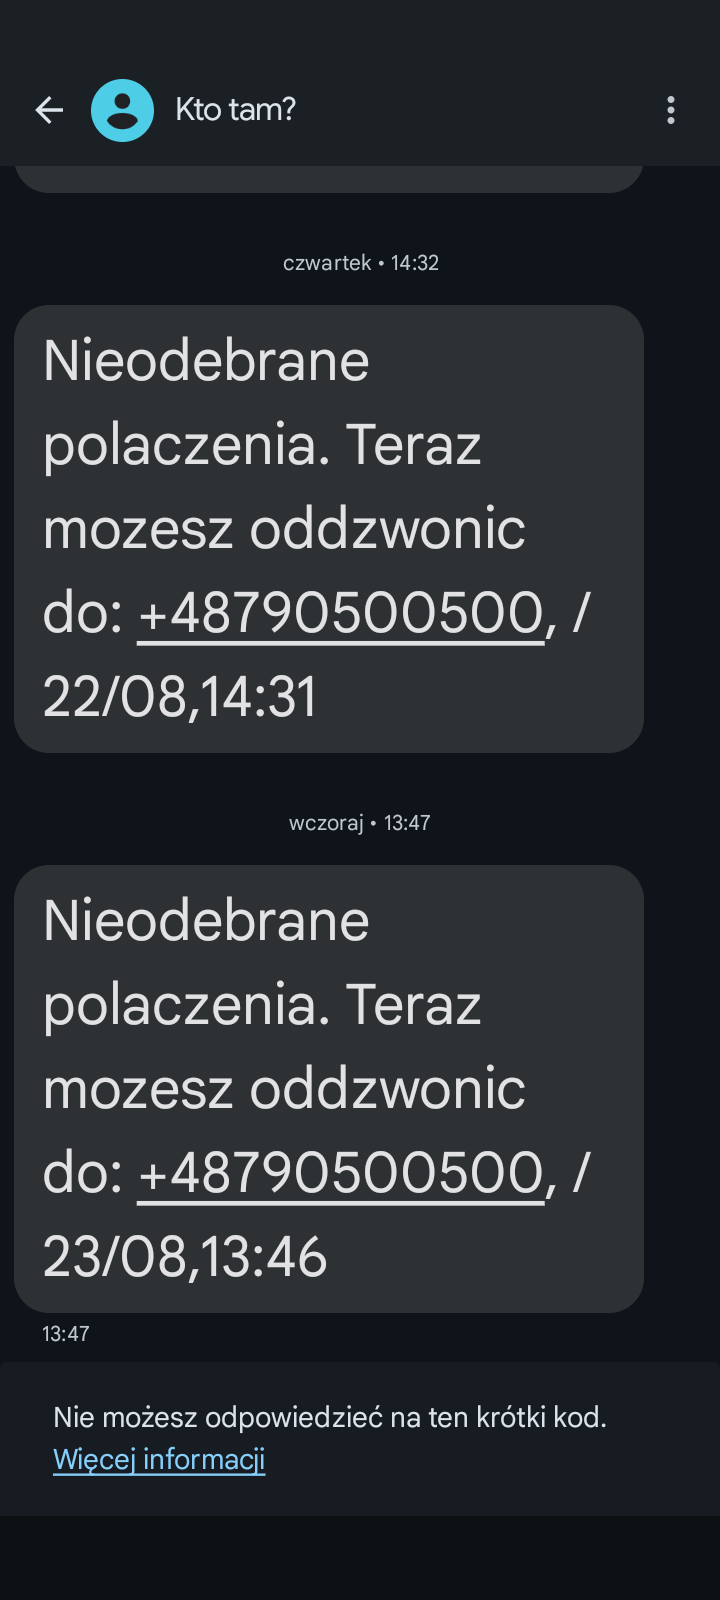 Kto tam?
czwartek • 14:32
Nieodebrane
polaczenia. Teraz
mozesz oddzwonic
do: +48790500500, /
22/08,14:31
wczoraj • 13:47
Nieodebrane
polaczenia. Teraz
mozesz oddzwonic
do: +48790500500, /
23/08,13:46
13:47
Nie możesz odpowiedzieć na ten krótki kod.
Więcej informacji